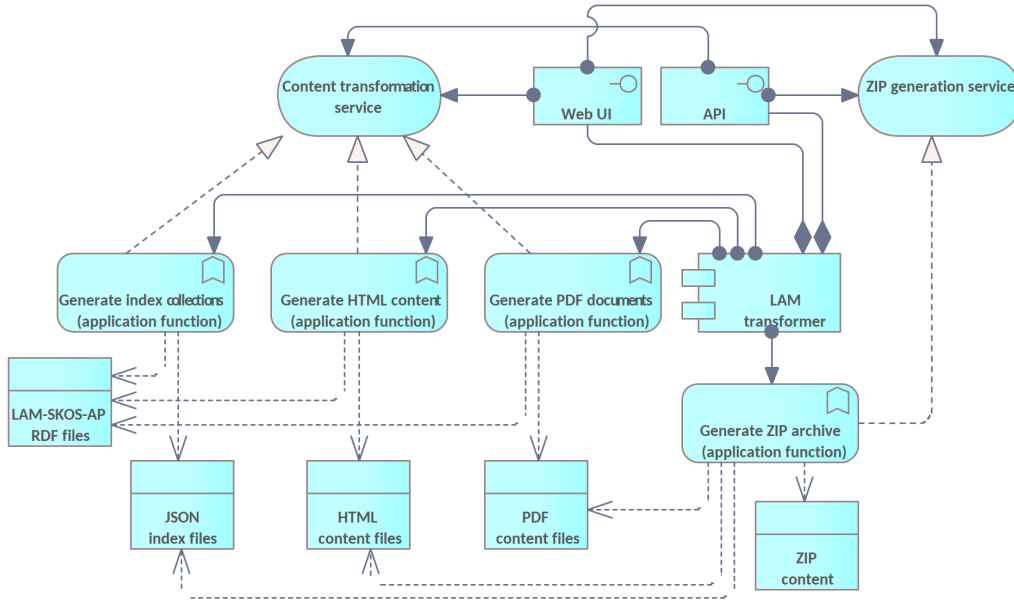 Content transformation
service
Web UI
API
ZIP generation service
Generate index collections
(application function)
Generate HTML content
(application function)
Generate PDF documents
(application function)
LAM
transformer
LAM-SKOS-AP
RDF files
Generate ZIP archive
(application function)
JSON
index files
HTML
content files
PDF
content files
ZIP
content